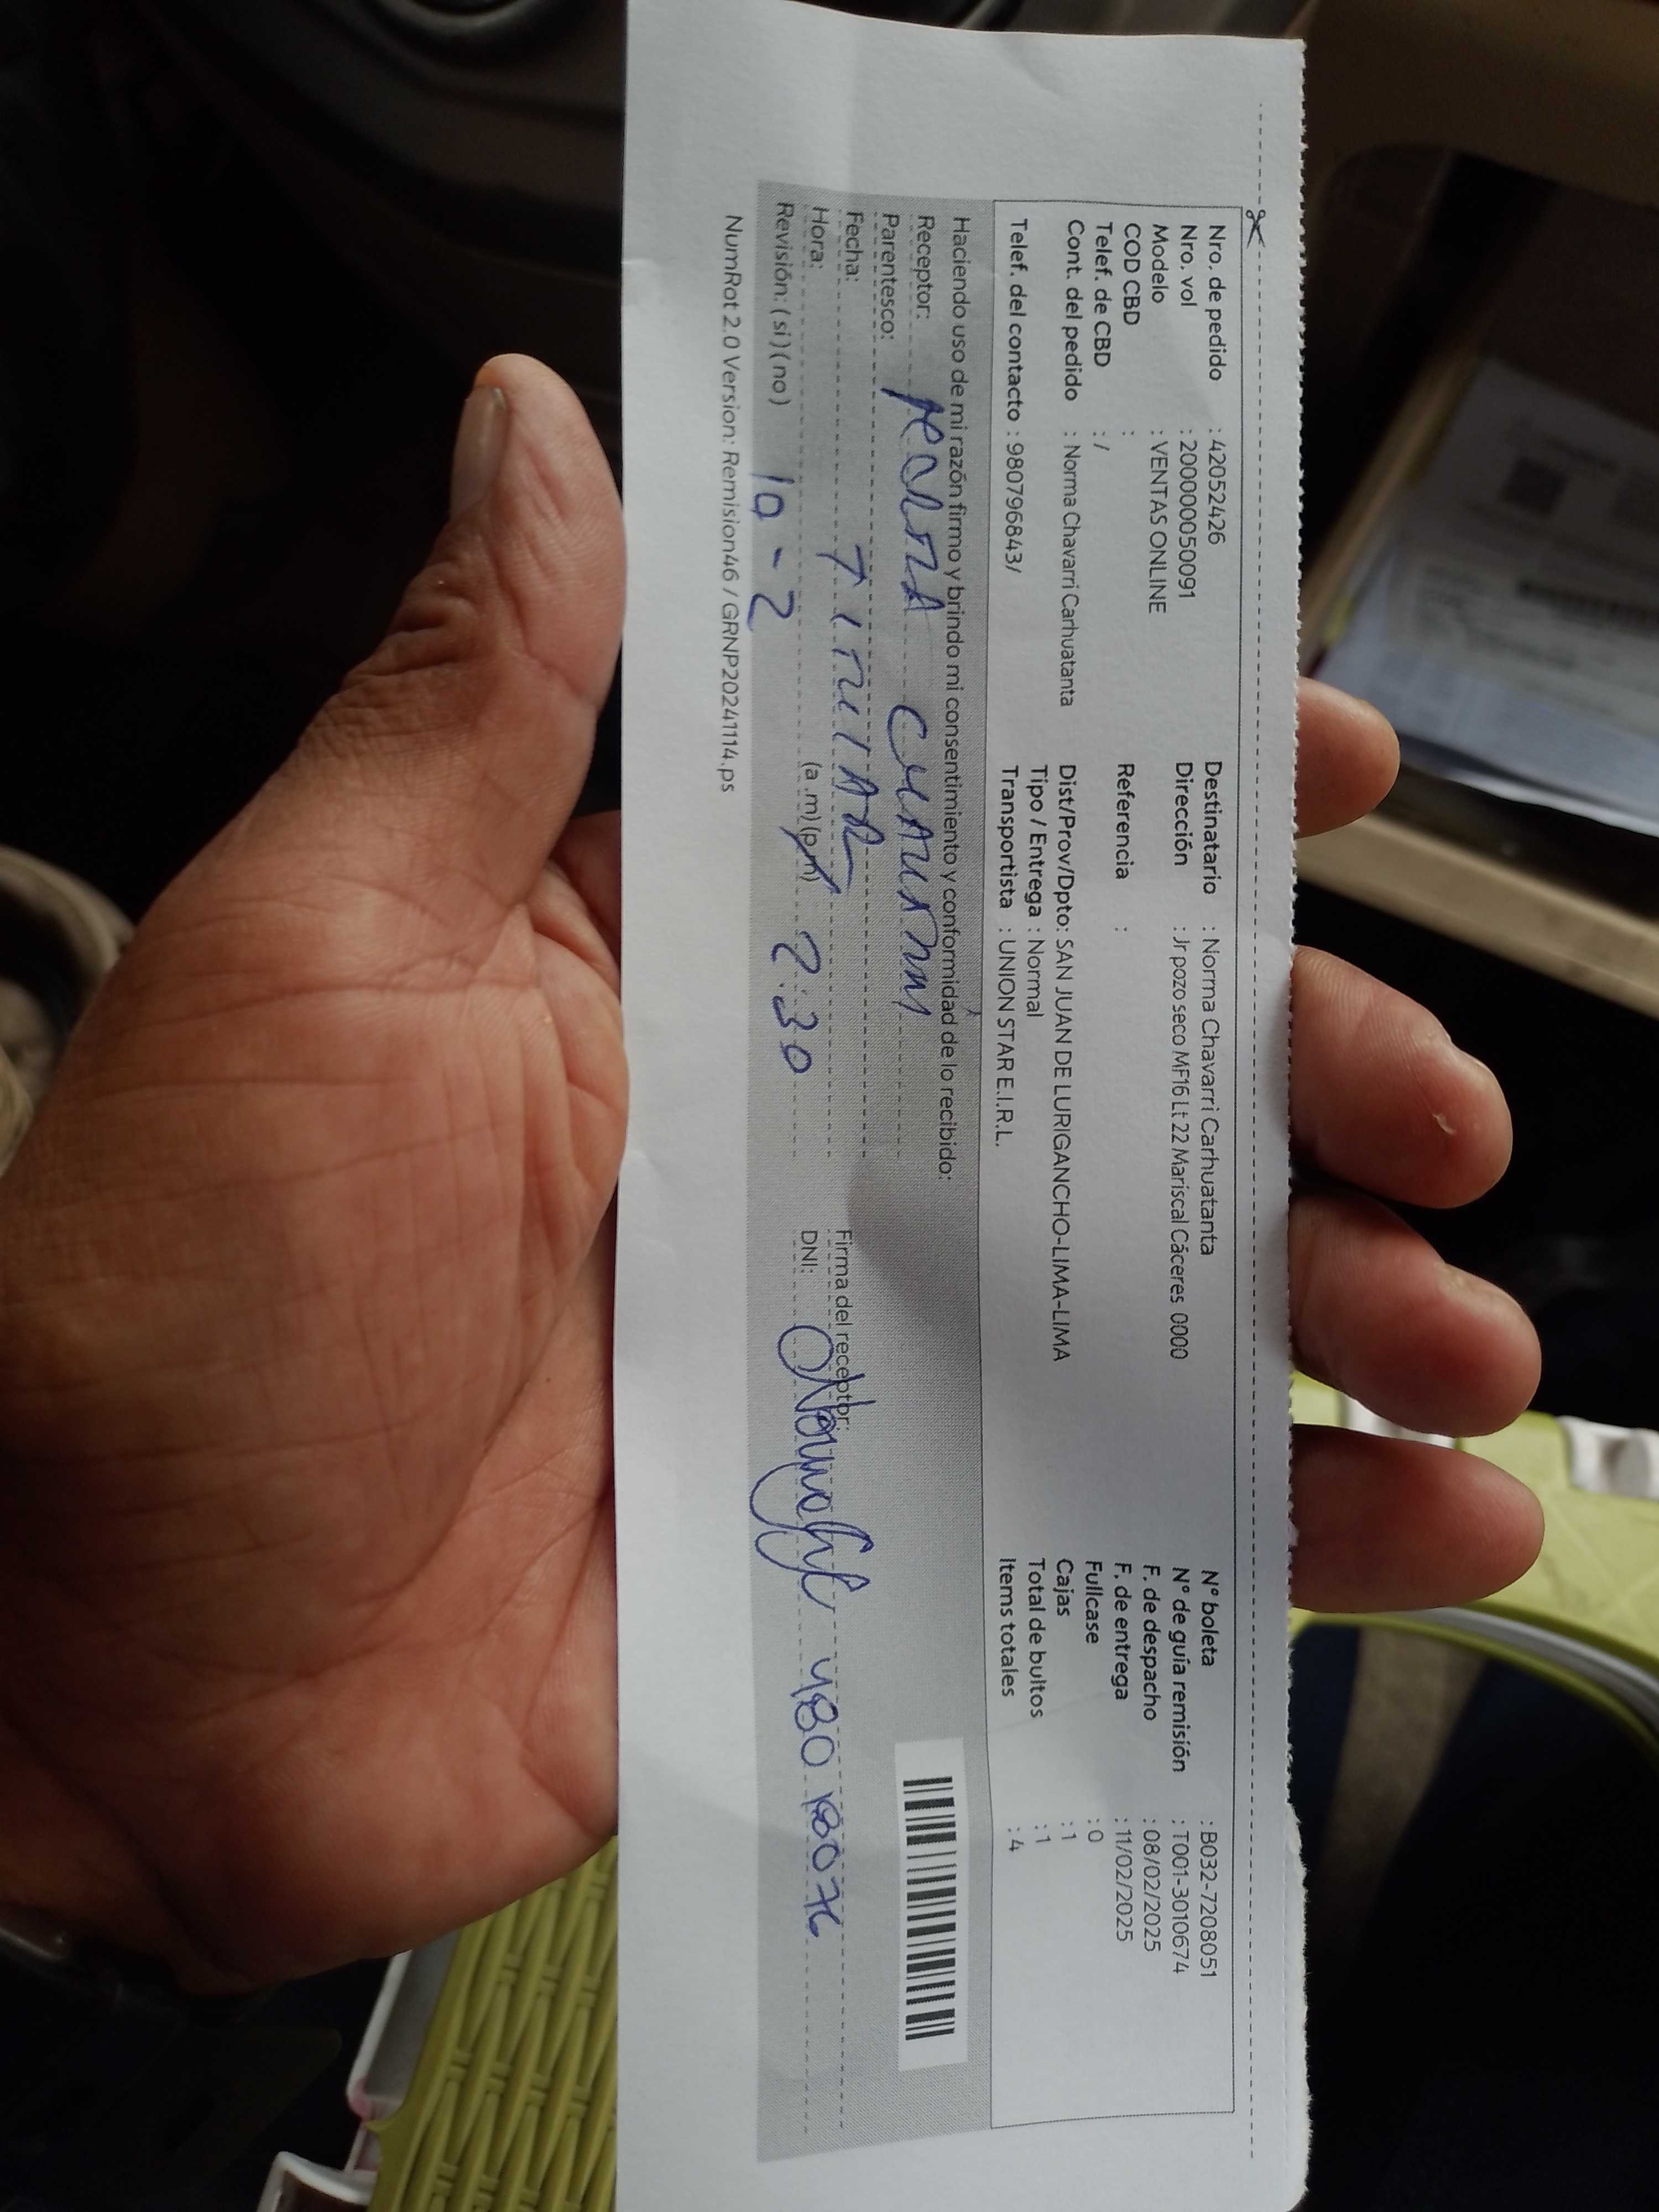 Nro. de pedido : 42052426
Nro. vol : 2000000050091
Modelo : VENTAS ONLINE
COD CBD :
Telef. de CBD : /
Cont. del pedido : Norma Chavarri Carhuatanta
Telef. del contacto : 980796843/
Destinatario : Norma Chavarri Carhuatanta
Dirección : Jr pozo seco MF16 Lt 22 Mariscal Cáceres 0000
Referencia :
Dist/Prov/Dpto: SAN JUAN DE LURIGANCHO-LIMA-LIMA
Tipo / Entrega : Normal
Transportista : UNION STAR E.I.R.L.
N° boleta : B032-7208051
N° de guía remisión : T001-3010674
F. de despacho : 08/02/2025
F. de entrega : 11/02/2025
Fullcase : 0
Cajas : 1
Total de bultos : 1
Items totales : 4
Haciendo uso de mi razón firmo y brindo mi consentimiento y conformidad de lo recibido:
Receptor:
Parentesco:
Fecha: 10-2
Hora: (a.m)(pm) 2:30
Revisión: (si)(no)
Firma del receptor:
DNI: 48018076
NumRot 2.0 Version: Remision46 / GRNP20241114.ps